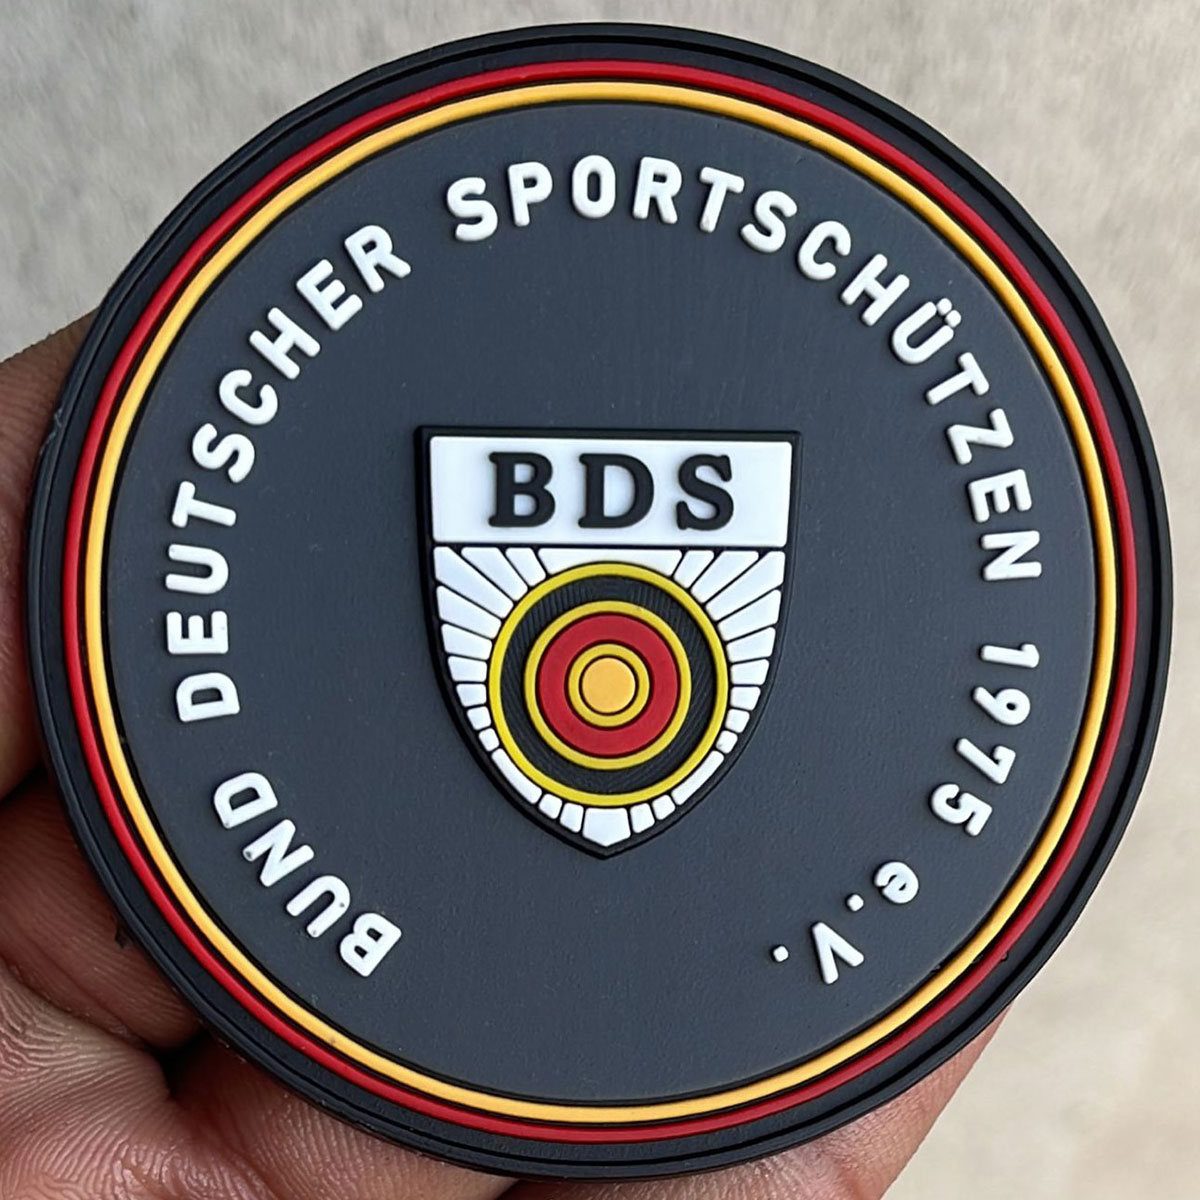 BUND DEUTSCHER SPORTSCHÜTZEN 1975 e.V.
BDS